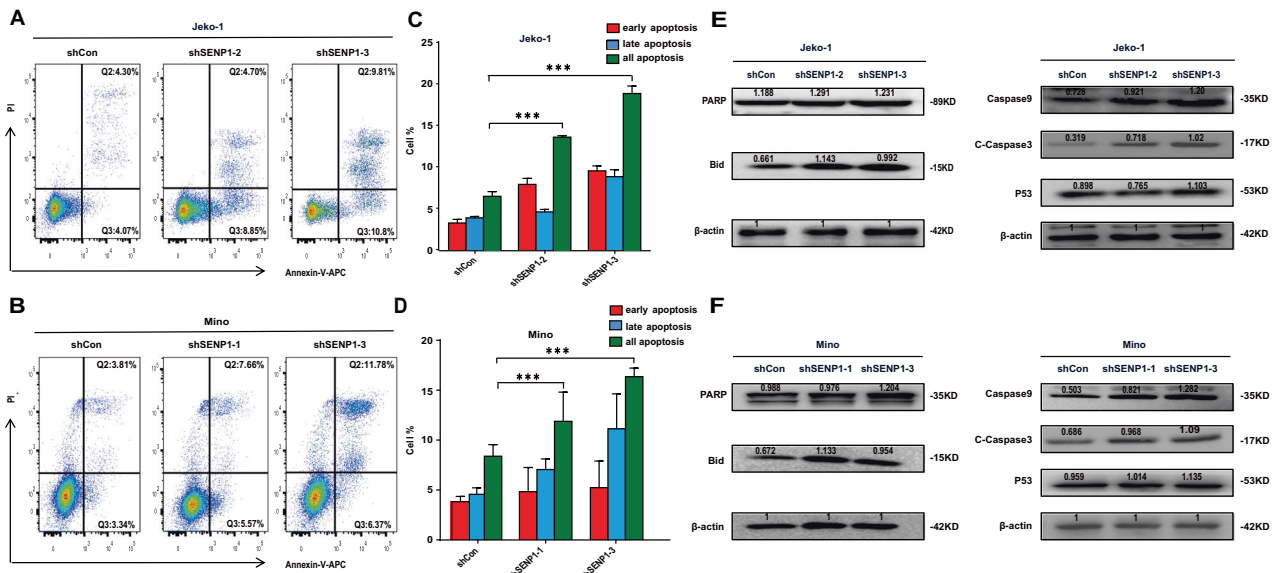 A
Jeko-1
shCon shSENP1-2 shSENP1-3
Q2:4.30% Q2:4.70% Q2:9.81%
PI
Q3:4.07% Q3:8.85% Q3:10.8%
Annexin-V-APC
B
Mino
shCon shSENP1-1 shSENP1-3
Q2:3.81% Q2:7.66% Q2:11.78%
PI
Q3:3.34% Q3:5.57% Q3:6.37%
Annexin-V-APC
C
early apoptosis
late apoptosis
all apoptosis
Jeko-1
25
20
15
10
5
0
Cell %
***
***
shCon shSENP1-2 shSENP1-3
D
early apoptosis
late apoptosis
all apoptosis
Mino
20
15
10
5
0
Cell %
***
***
shCon
E
Jeko-1
shCon shSENP1-2 shSENP1-3
PARP 1.188 1.291 1.231 -89KD
Bid 0.661 1.143 0.992 -15KD
β-actin 1 1 1 -42KD
Jeko-1
shCon shSENP1-2 shSENP1-3
Caspase9 0.728 0.921 1.20 -35KD
C-Caspase3 0.319 0.718 1.02 -17KD
P53 0.898 0.765 1.103 -53KD
β-actin 1 1 1 -42KD
F
Mino
shCon shSENP1-1 shSENP1-3
PARP 0.988 0.976 1.204 -35KD
Bid 0.672 1.133 0.954 -15KD
β-actin 1 1 1 -42KD
Mino
shCon shSENP1-1 shSENP1-3
Caspase9 0.503 0.821 1.282 -35KD
C-Caspase3 0.686 0.968 1.09 -17KD
P53 0.959 1.014 1.135 -53KD
β-actin 1 1 1 -42KD